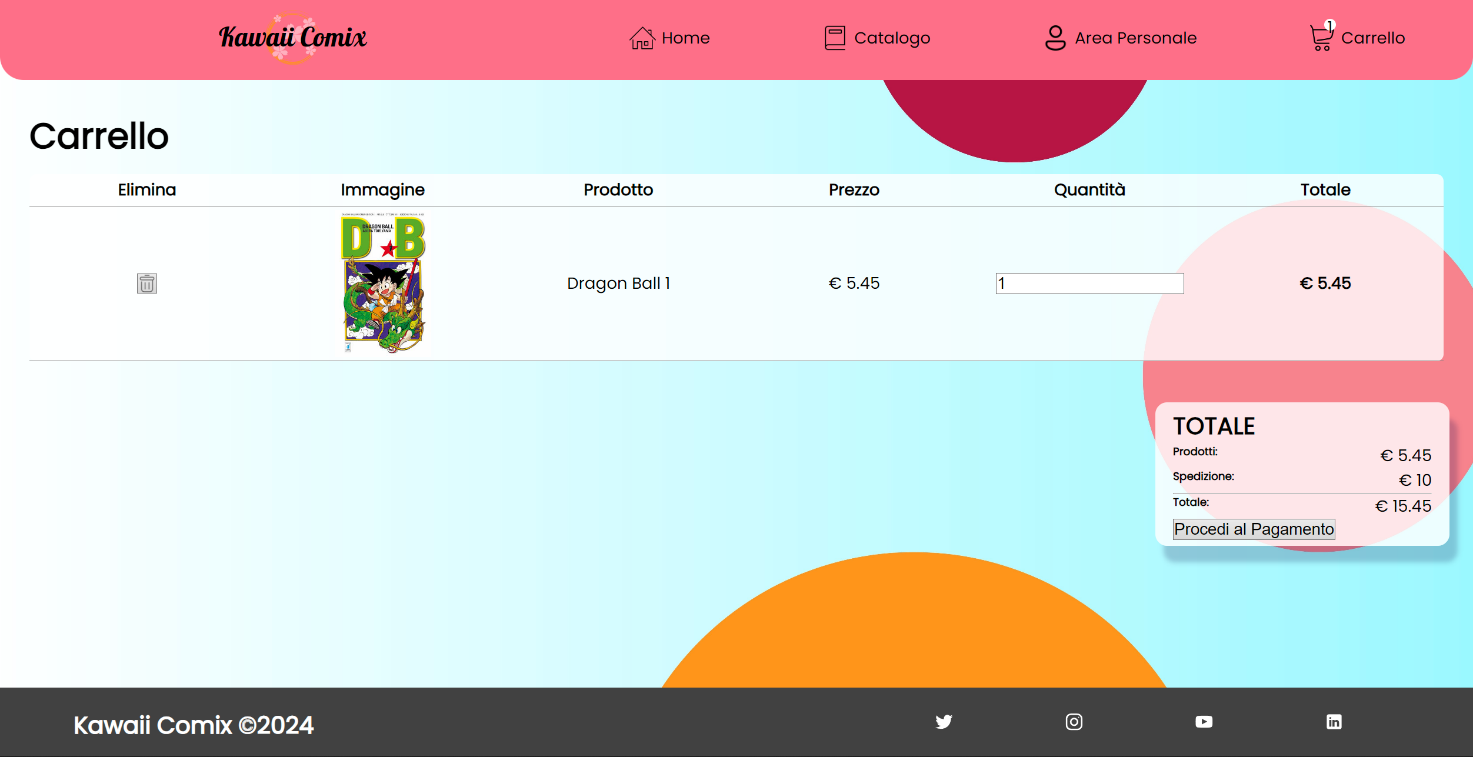 Kawaii Comix
Home
Catalogo
Area Personale
1
Carrello
Carrello
Elimina
Immagine
Prodotto
Prezzo
Quantità
Totale
D B
DRAGON BALL
Dragon Ball 1
€ 5.45
1
€ 5.45
TOTALE
Prodotti:
€ 5.45
Spedizione:
€ 10
Totale:
€ 15.45
Procedi al Pagamento
Kawaii Comix ©2024